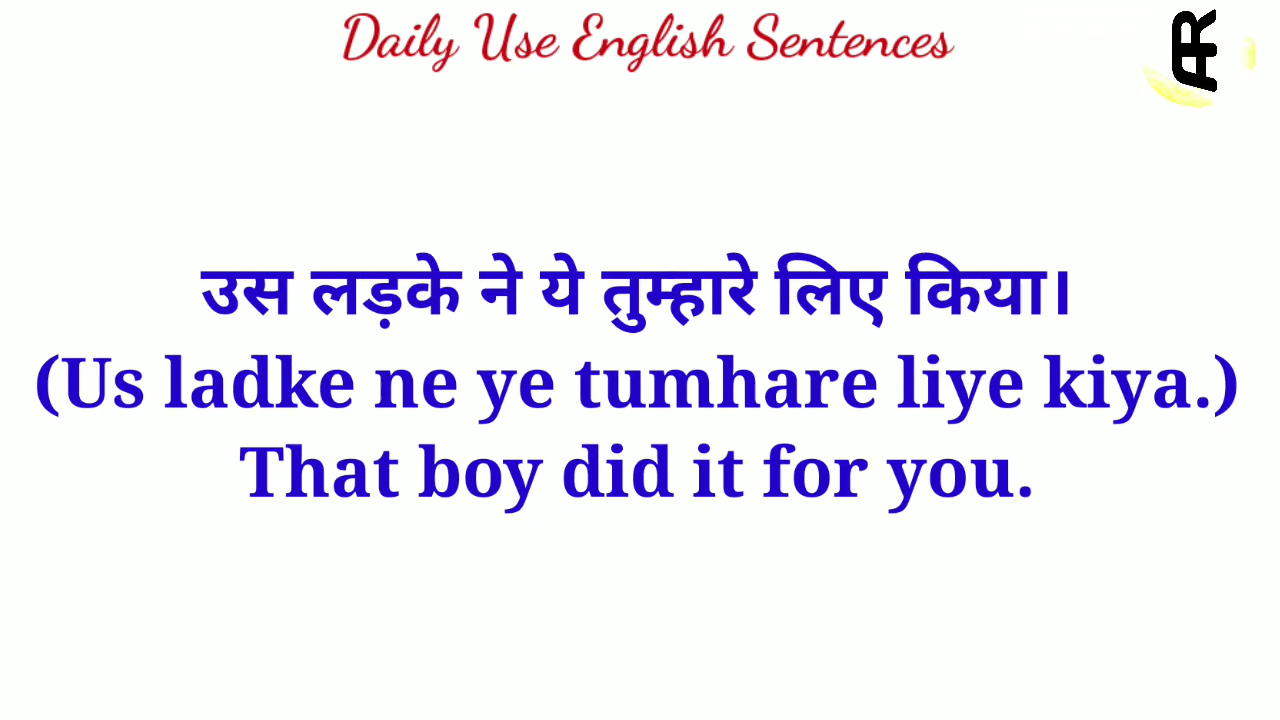 Daily Use English Sentences
AR
उस लड़के ने ये तुम्हारे लिए किया।
(Us ladke ne ye tumhare liye kiya.)
That boy did it for you.